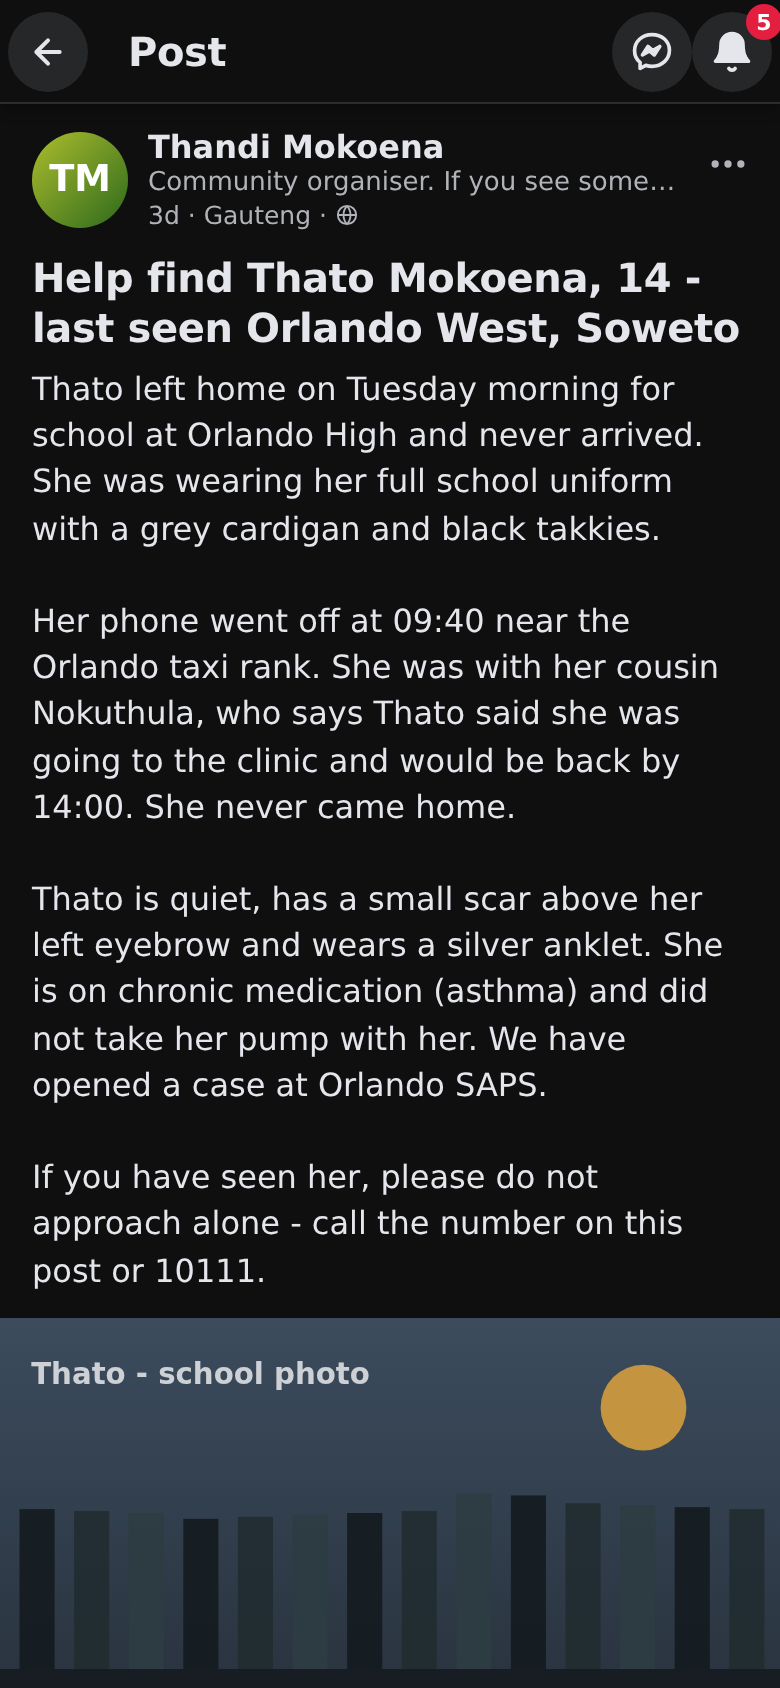 Post
5
TM
Thandi Mokoena
Community organiser. If you see some...
3d · Gauteng ·
Help find Thato Mokoena, 14 -
last seen Orlando West, Soweto
Thato left home on Tuesday morning for
school at Orlando High and never arrived.
She was wearing her full school uniform
with a grey cardigan and black takkies.
Her phone went off at 09:40 near the
Orlando taxi rank. She was with her cousin
Nokuthula, who says Thato said she was
going to the clinic and would be back by
14:00. She never came home.
Thato is quiet, has a small scar above her
left eyebrow and wears a silver anklet. She
is on chronic medication (asthma) and did
not take her pump with her. We have
opened a case at Orlando SAPS.
If you have seen her, please do not
approach alone - call the number on this
post or 10111.
Thato - school photo